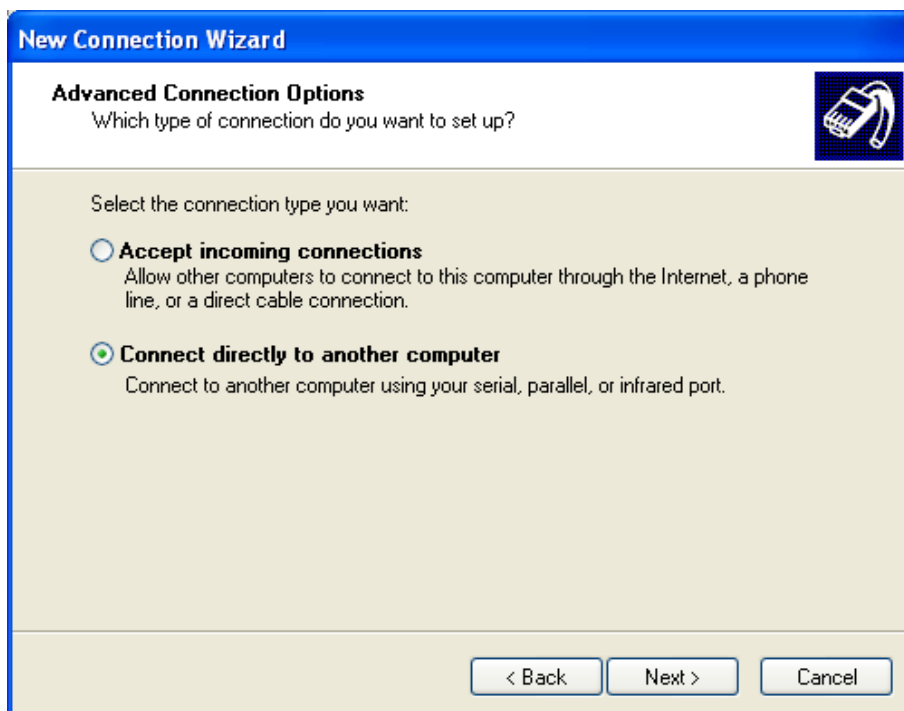 New Connection Wizard
Advanced Connection Options
Which type of connection do you want to set up?
Select the connection type you want:
Accept incoming connections
Allow other computers to connect to this computer through the Internet, a phone
line, or a direct cable connection.
Connect directly to another computer
Connect to another computer using your serial, parallel, or infrared port.
< Back Next > Cancel